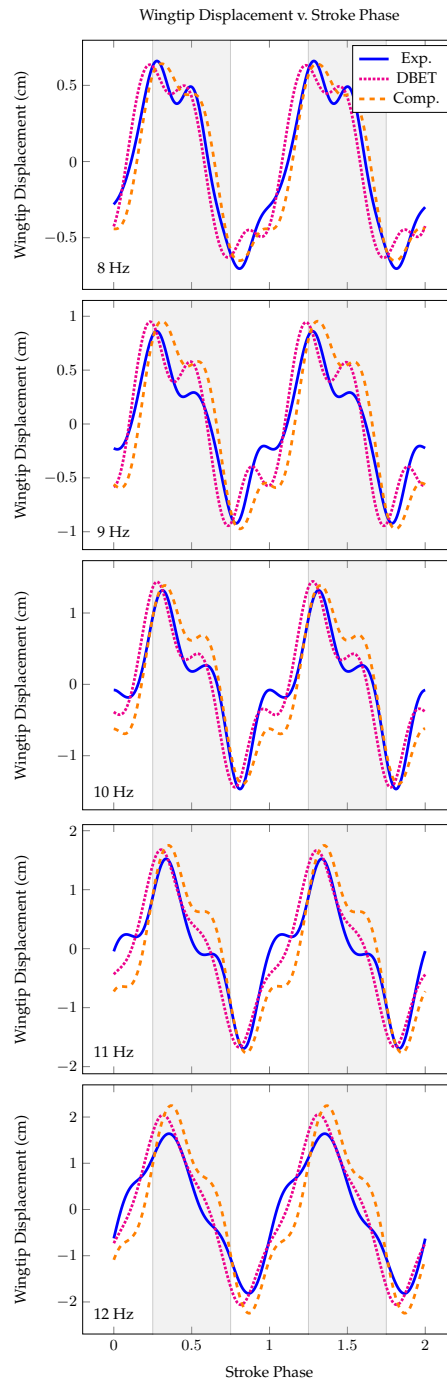 Wingtip Displacement v. Stroke Phase
Exp.
DBET
Comp.
Wingtip Displacement (cm)
0.5
0
−0.5
8 Hz
Wingtip Displacement (cm)
1
0.5
0
−0.5
−1
9 Hz
Wingtip Displacement (cm)
1
0
−1
10 Hz
Wingtip Displacement (cm)
2
1
0
−1
−2
11 Hz
Wingtip Displacement (cm)
2
1
0
−1
−2
12 Hz
0 0.5 1 1.5 2
Stroke Phase